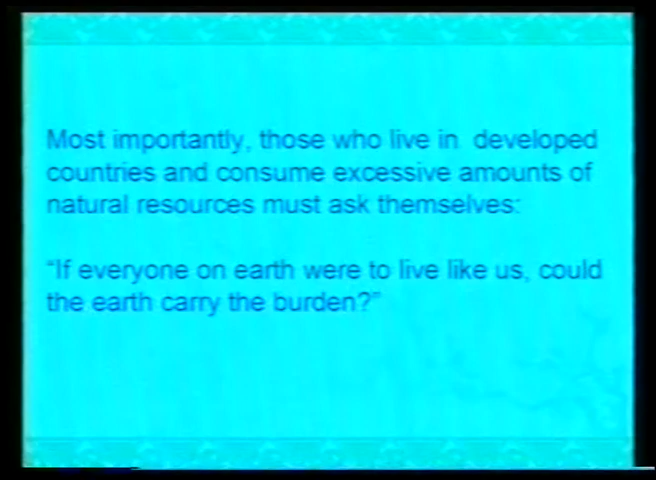 Most importantly, those who live in developed
countries and consume excessive amounts of
natural resources must ask themselves:
“If everyone on earth were to live like us, could
the earth carry the burden?”